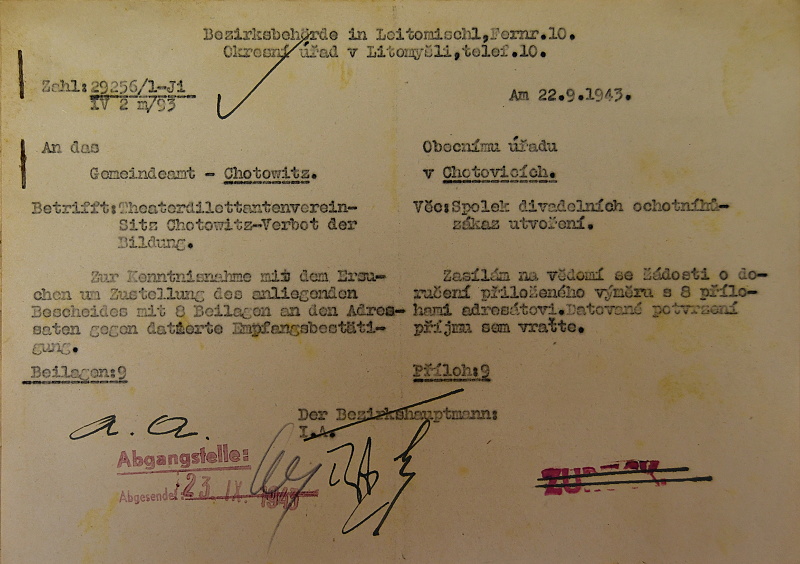 Bezirksbehörde in Leitomischl,Fernr.10.
Okresní úřad v Litomyšli,telef.10.
Zahl:29256/1-Ji
IV 2 m/93
Am 22.9.1943.
An das
Gemeindeamt - Chotowitz.
Betrifft:Theaterdilettantenverein-
Sitz Chotowitz-Verbot der
Bildung.
Zur Kenntnisnahme mit dem Ersu-
chen um Zustellung des anliegenden
Bescheides mit 8 Beilagen an den Adres-
saten gegen datierte Empfangsbestäti-
gung.
Beilagen:9
Obecnímu úřadu
v Chotovicích.
Věc:Spolek divadelních ochotníků-
zákaz utvoření.
Zasílám na vědomí se žádostí o do-
ručení přiloženého výměru s 8 přílo-
hami adresátovi.Datované potvrzení
příjmu sem vraťte.
Příloh:9
Der Bezirkshauptmann:
I.A.
a. a.
Abgangstelle:
Abgesendet: 23. IX. 1943
ZURÜCK.